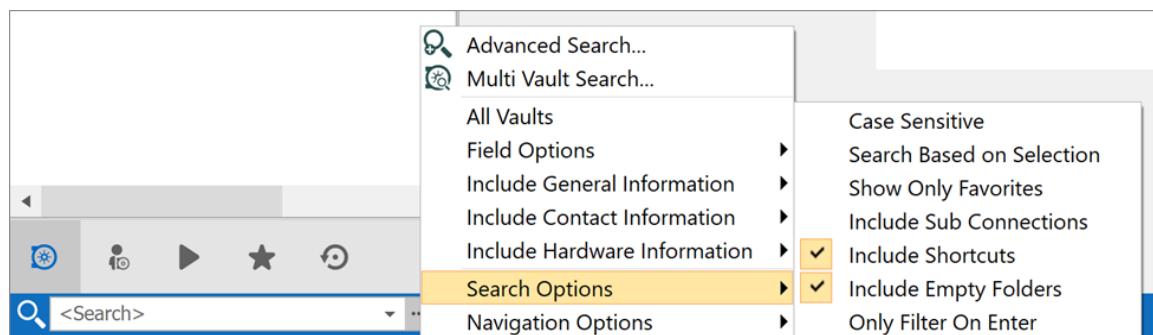 Advanced Search...
Multi Vault Search...
All Vaults
Field Options
Include General Information
Include Contact Information
Include Hardware Information
Search Options
Navigation Options
Case Sensitive
Search Based on Selection
Show Only Favorites
Include Sub Connections
Include Shortcuts
Include Empty Folders
Only Filter On Enter
<Search>